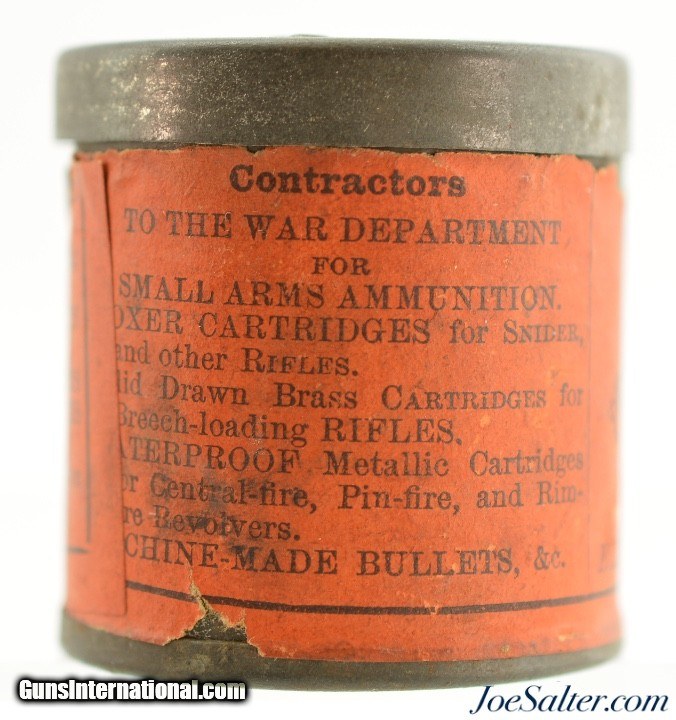 Contractors
TO THE WAR DEPARTMENT
FOR
SMALL ARMS AMMUNITION.
OXER CARTRIDGES for SNIDER,
and other RIFLES.
lid Drawn Brass CARTRIDGES for
Breech-loading RIFLES.
ATERPROOF Metallic Cartridges
or Central-fire, Pin-fire, and Rim-
re Revolvers.
CHINE-MADE BULLETS, &c.
GunsInternational.com
JoeSalter.com